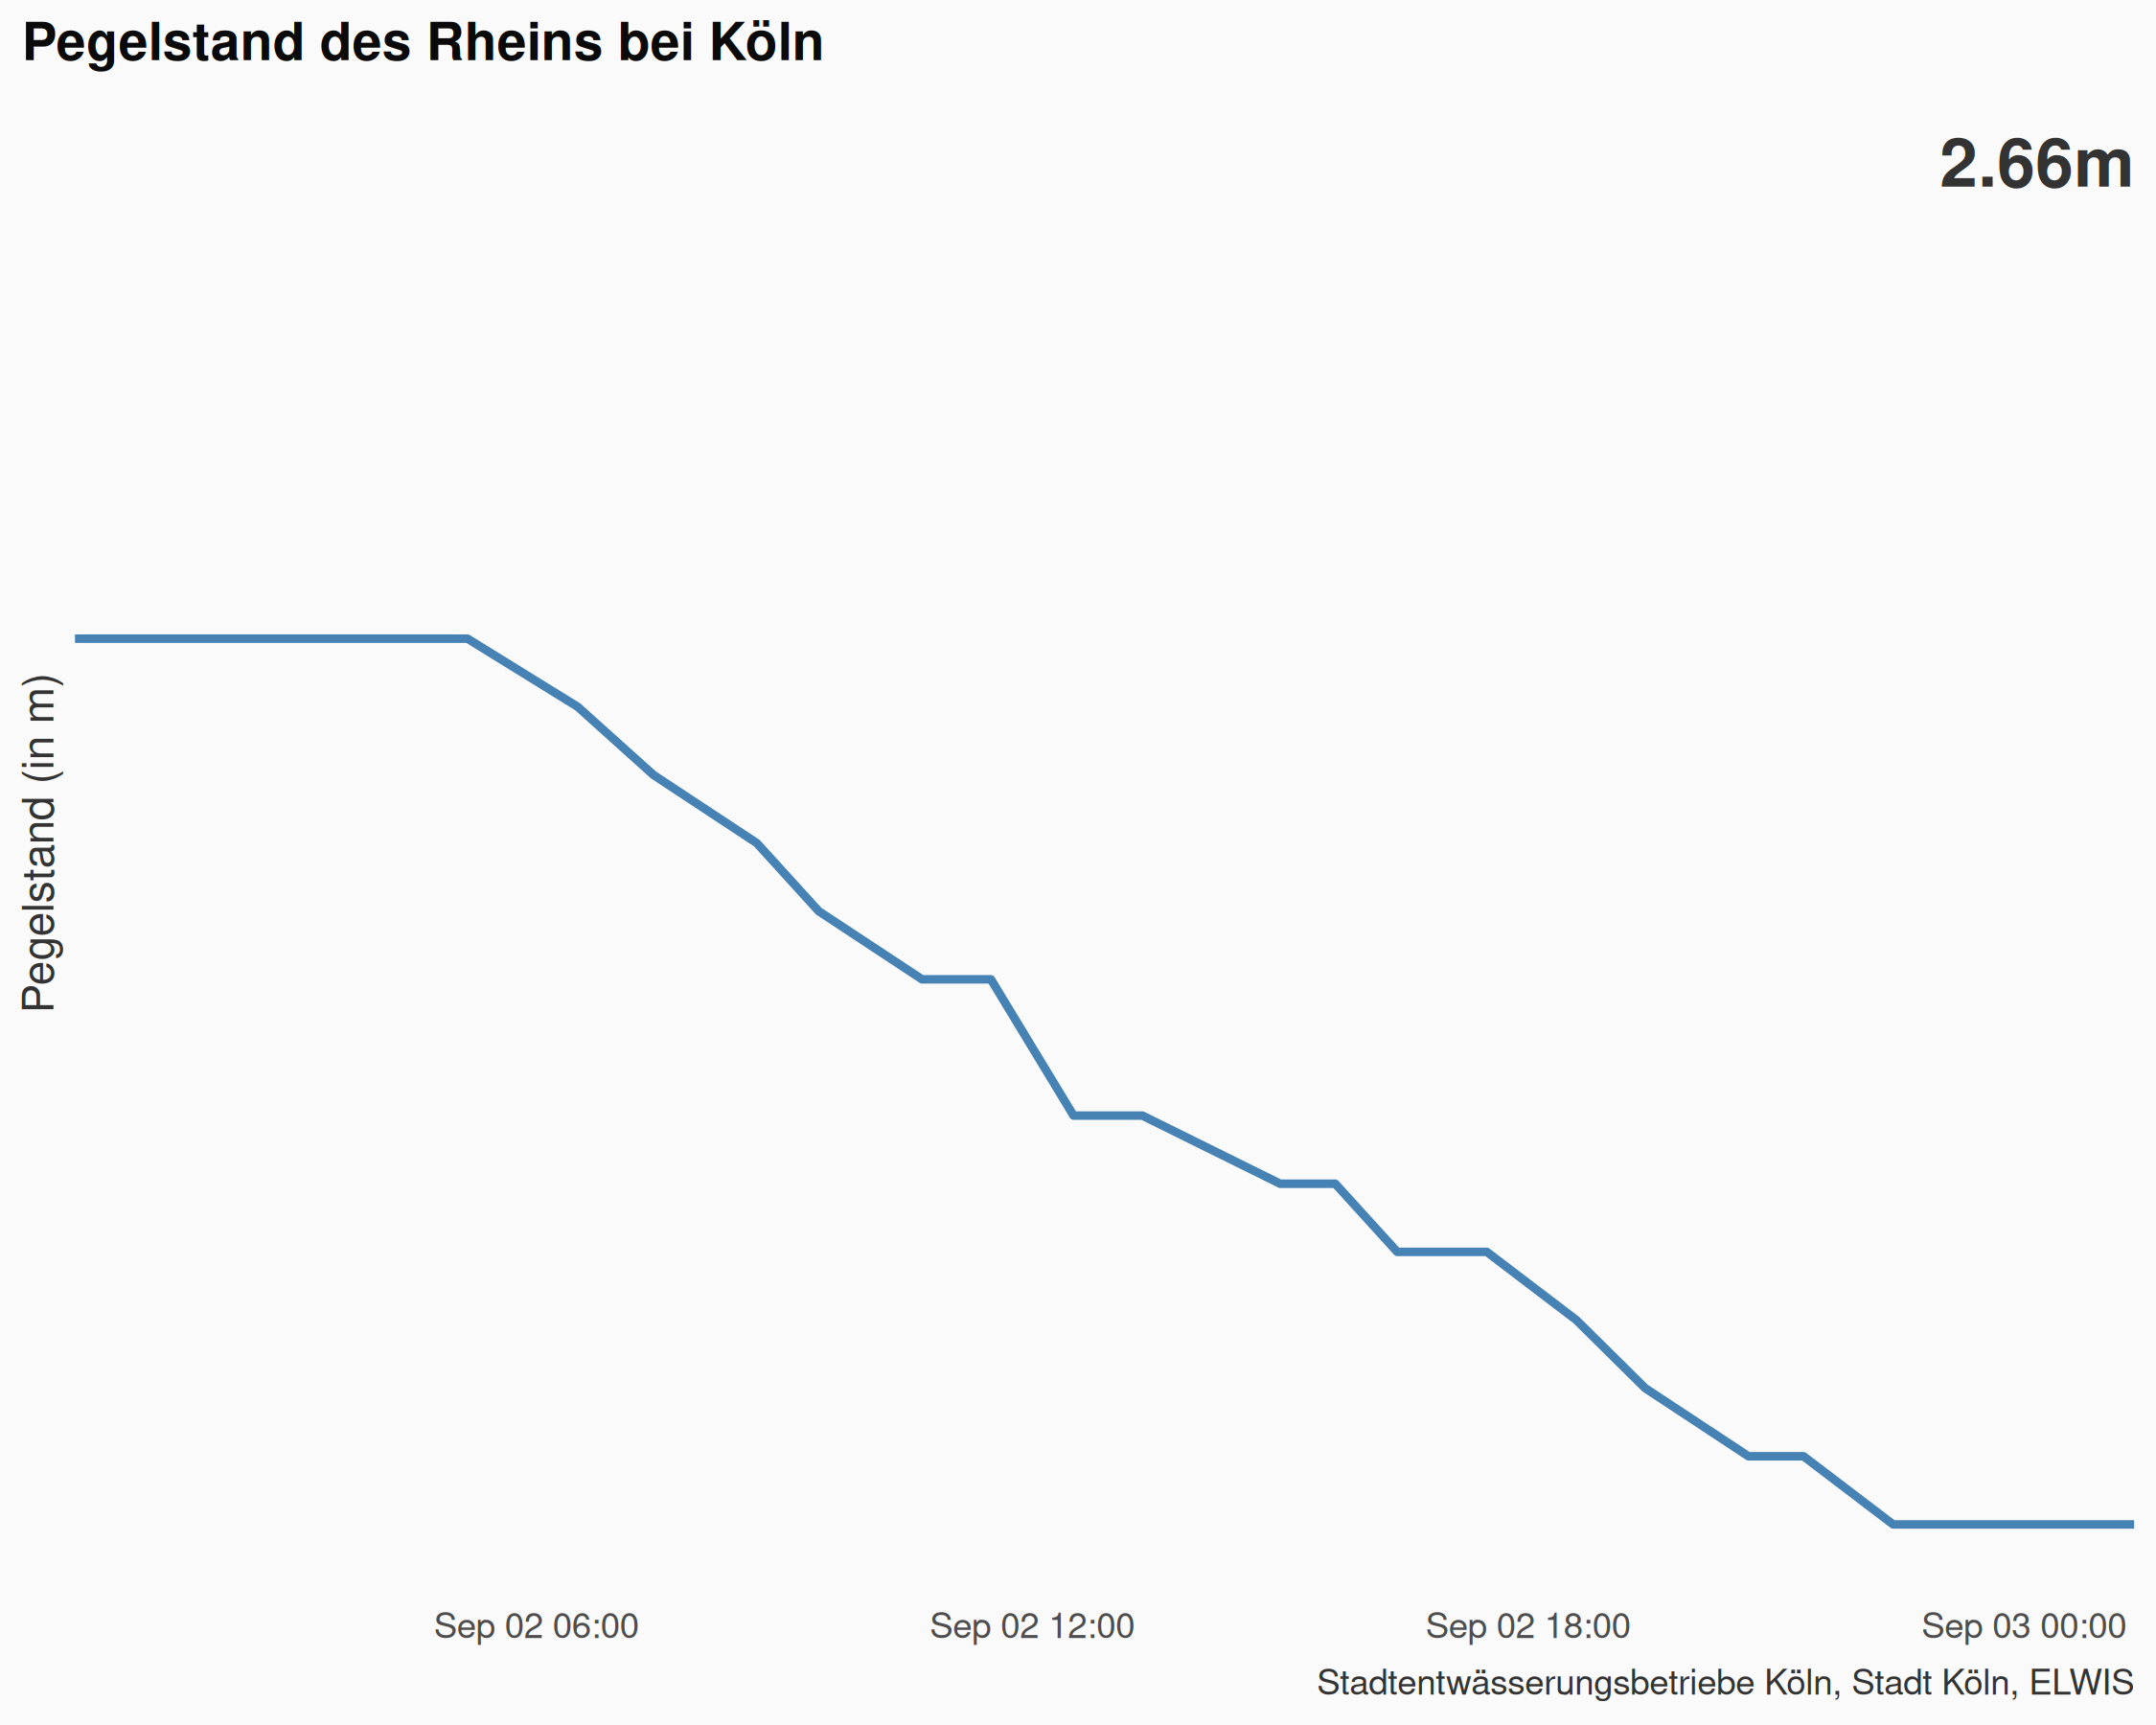 Pegelstand des Rheins bei Köln
2.66m
Pegelstand (in m)
Sep 02 06:00
Sep 02 12:00
Sep 02 18:00
Sep 03 00:00
Stadtentwässerungsbetriebe Köln, Stadt Köln, ELWIS